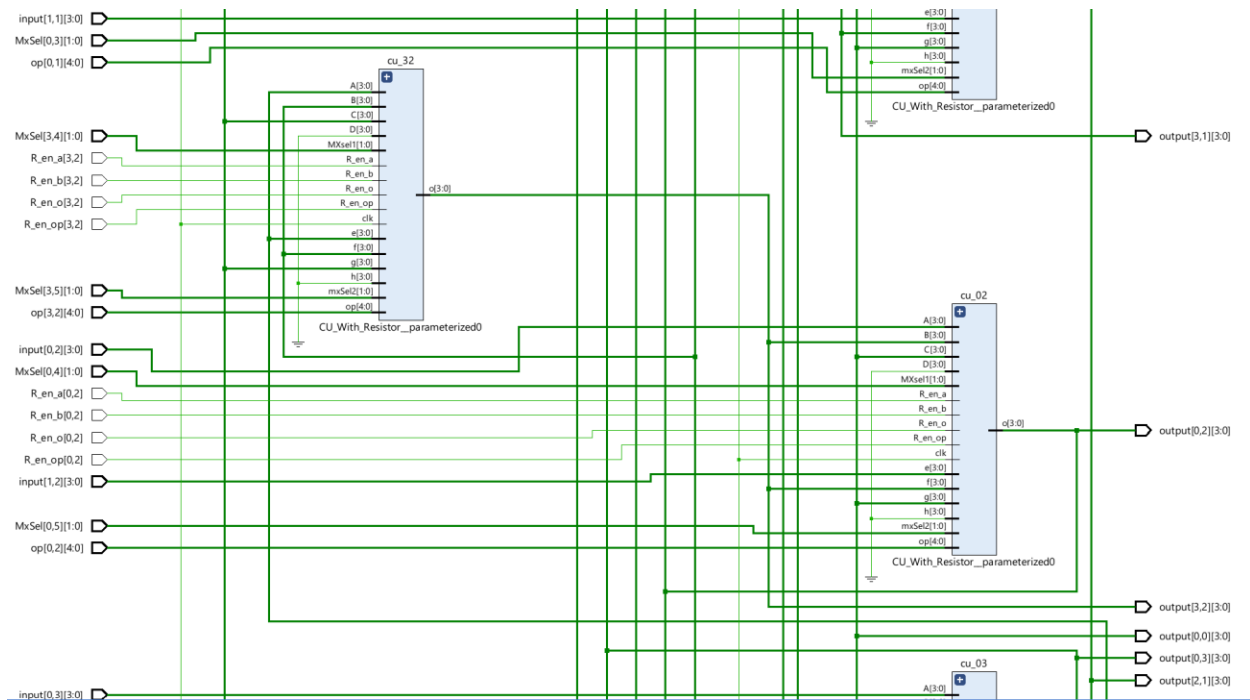 input[1,1][3:0]
MxSel[0,3][1:0]
op[0,1][4:0]
e[3:0]
f[3:0]
g[3:0]
h[3:0]
mxSel2[1:0]
op[4:0]
CU_With_Resistor__parameterized0
output[3,1][3:0]
cu_32
A[3:0]
B[3:0]
C[3:0]
D[3:0]
MXsel1[1:0]
R_en_a
R_en_b
R_en_o
R_en_op
clk
e[3:0]
f[3:0]
g[3:0]
h[3:0]
mxSel2[1:0]
op[4:0]
o[3:0]
CU_With_Resistor__parameterized0
MxSel[3,4][1:0]
R_en_a[3,2]
R_en_b[3,2]
R_en_o[3,2]
R_en_op[3,2]
MxSel[3,5][1:0]
op[3,2][4:0]
input[0,2][3:0]
MxSel[0,4][1:0]
R_en_a[0,2]
R_en_b[0,2]
R_en_o[0,2]
R_en_op[0,2]
input[1,2][3:0]
MxSel[0,5][1:0]
op[0,2][4:0]
cu_02
A[3:0]
B[3:0]
C[3:0]
D[3:0]
MXsel1[1:0]
R_en_a
R_en_b
R_en_o
R_en_op
clk
e[3:0]
f[3:0]
g[3:0]
h[3:0]
mxSel2[1:0]
op[4:0]
o[3:0]
CU_With_Resistor__parameterized0
output[0,2][3:0]
output[3,2][3:0]
output[0,0][3:0]
output[0,3][3:0]
output[2,1][3:0]
cu_03
A[3:0]
input[0,3][3:0]